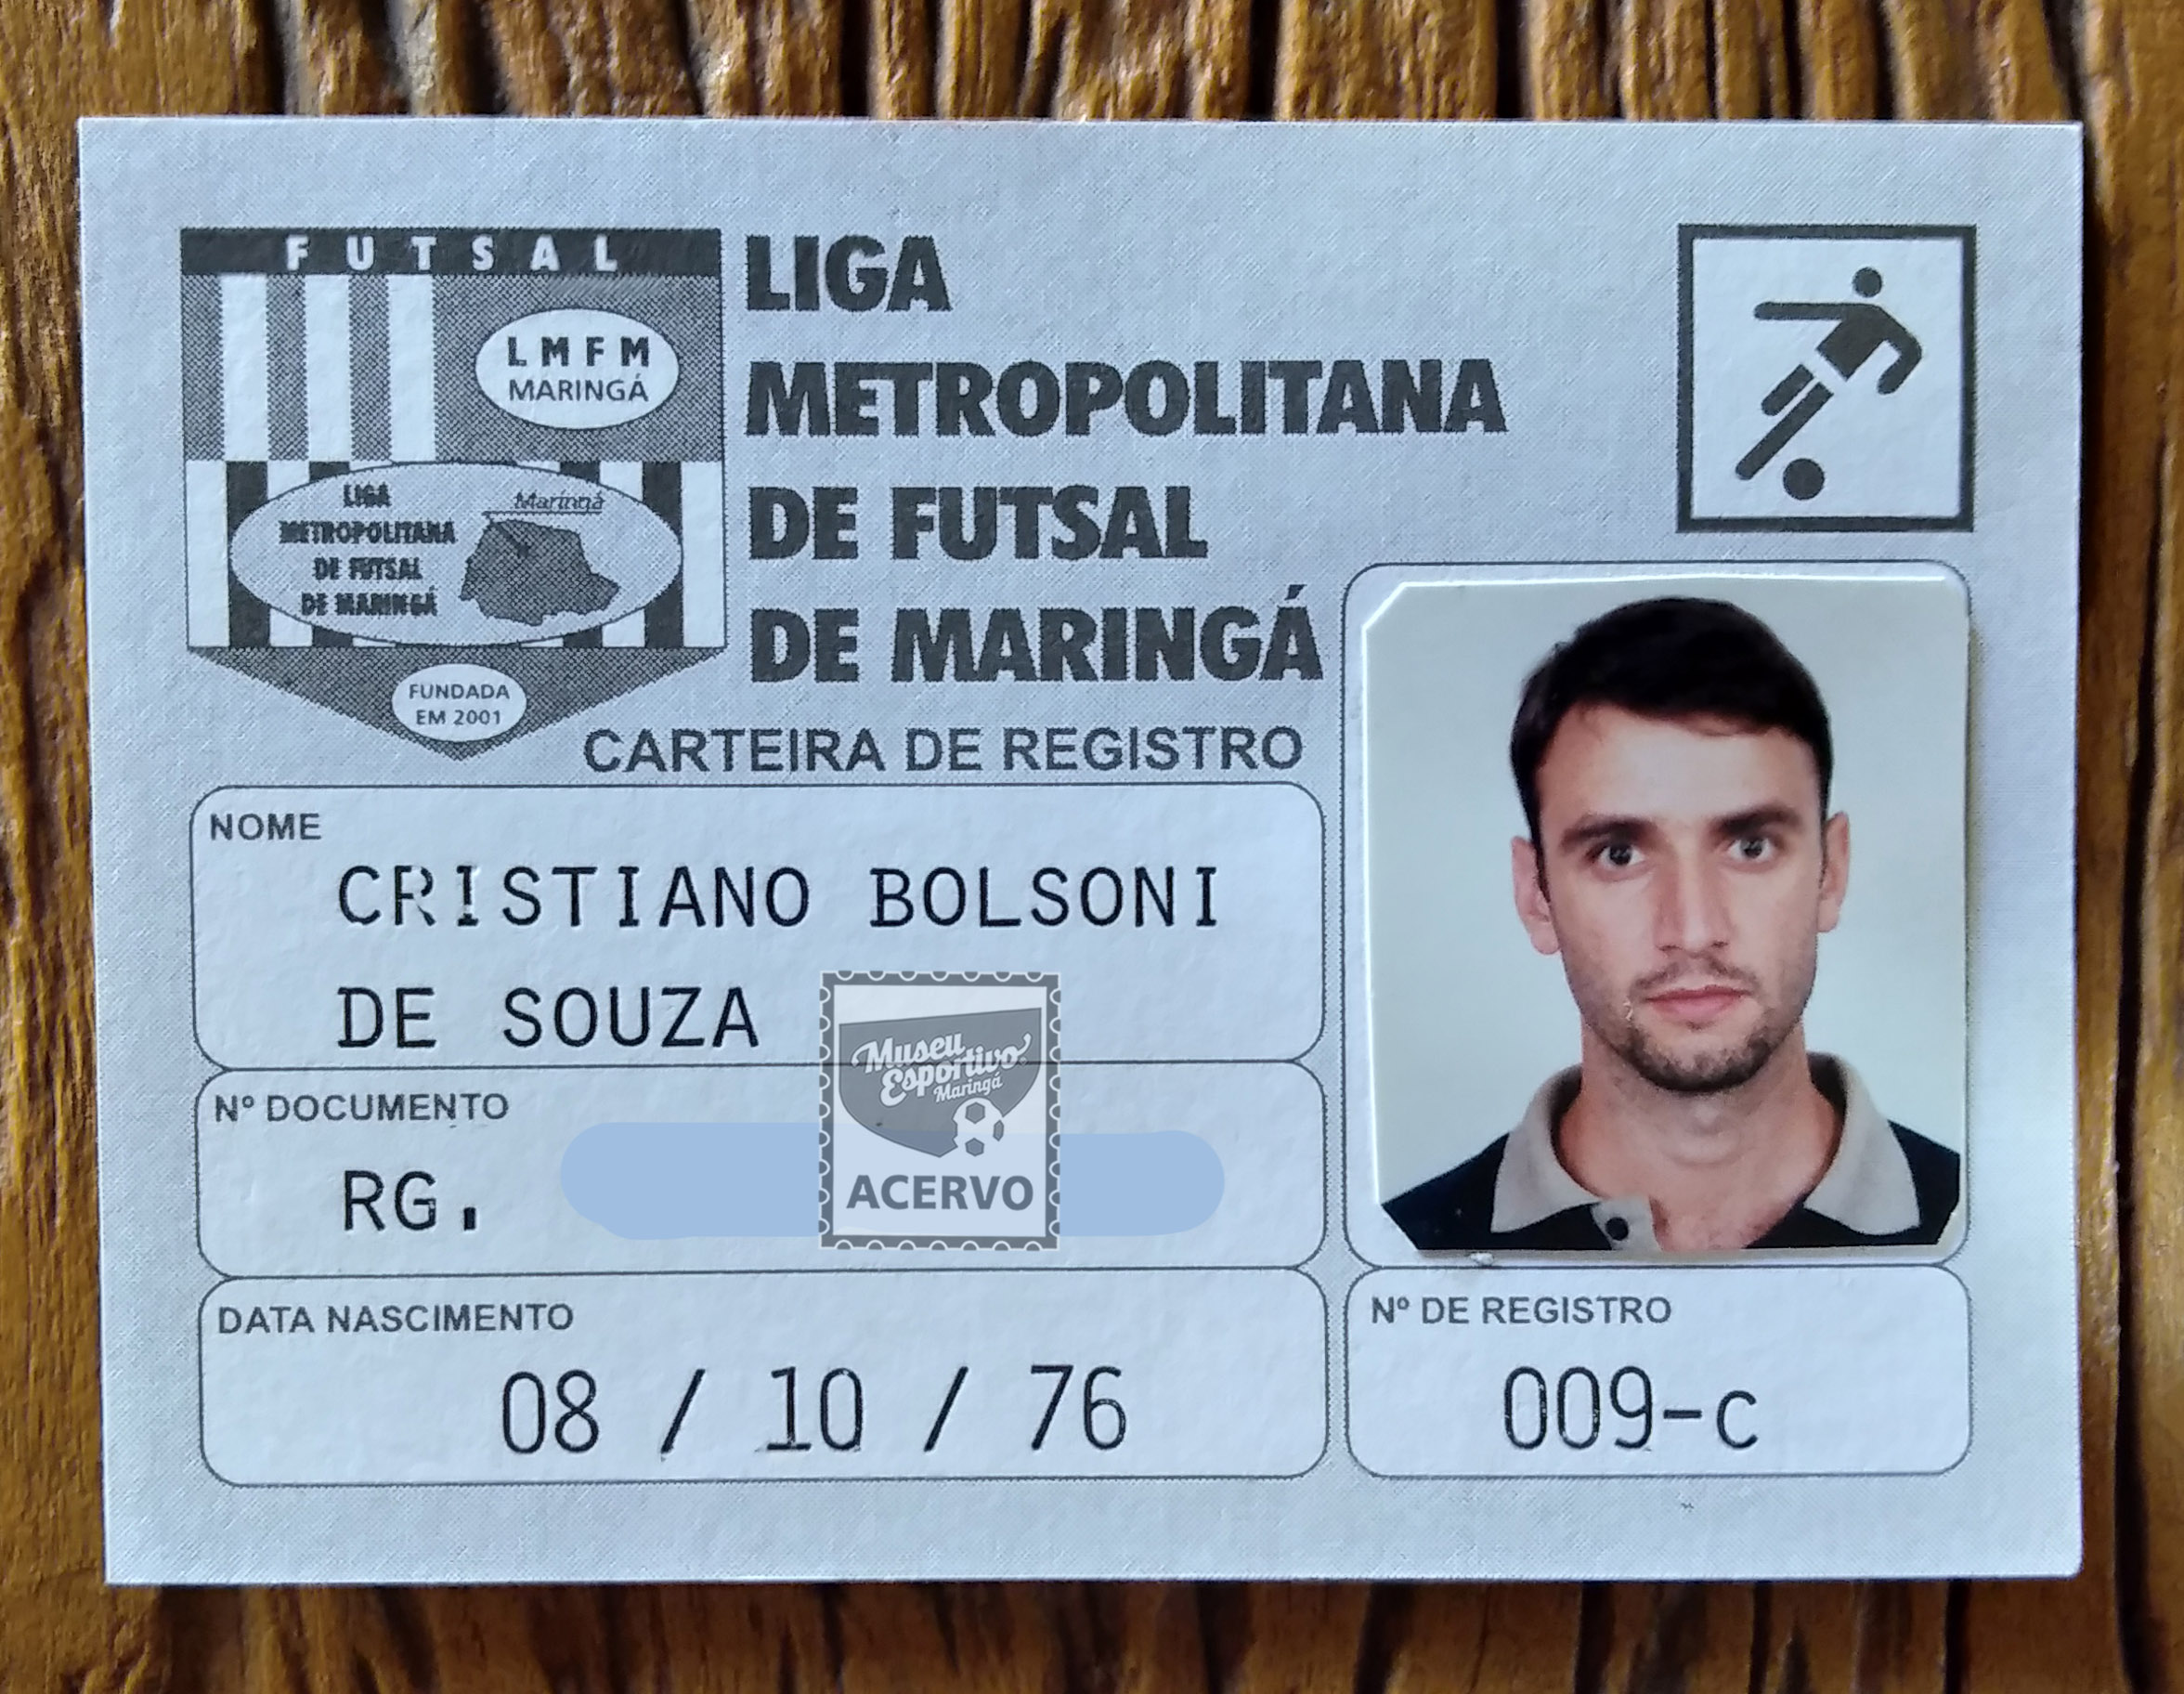 FUTSAL
LMFM
MARINGÁ
LIGA
METROPOLITANA
DE FUTSAL
DE MARINGÁ
Maringá
FUNDADA
EM 2001
LIGA
METROPOLITANA
DE FUTSAL
DE MARINGÁ
CARTEIRA DE REGISTRO
NOME
CRISTIANO BOLSONI
DE SOUZA
Museu
Esportivo
Maringá
ACERVO
Nº DOCUMENTO
RG.
DATA NASCIMENTO
08 / 10 / 76
Nº DE REGISTRO
009-c